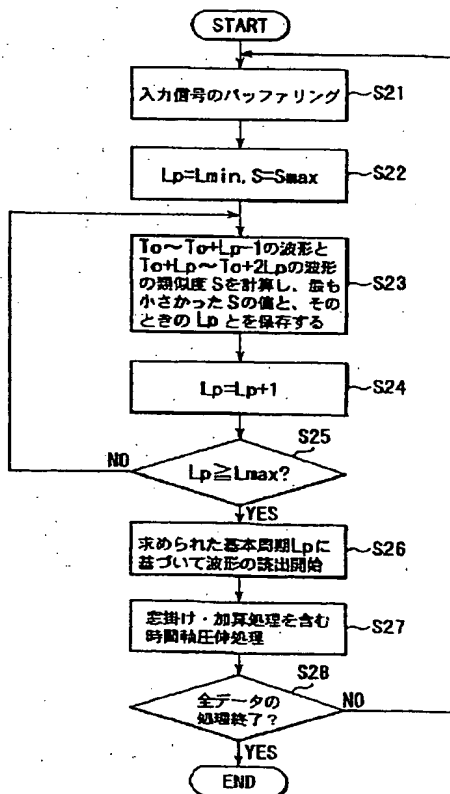 START
入力信号のバッファリング
S21
Lp=Lmin, S=Smax
S22
To～To+Lp-1の波形と
To+Lp～To+2Lpの波形
の類似度Sを計算し、最も
小さかったSの値と、その
ときのLpとを保存する
S23
Lp=Lp+1
S24
S25
Lp≧Lmax?
NO
YES
求められた基本周期Lpに
基づいて波形の読出開始
S26
窓掛け・加算処理を含む
時間軸圧伸処理
S27
S28
全データの
処理終了？
NO
YES
END